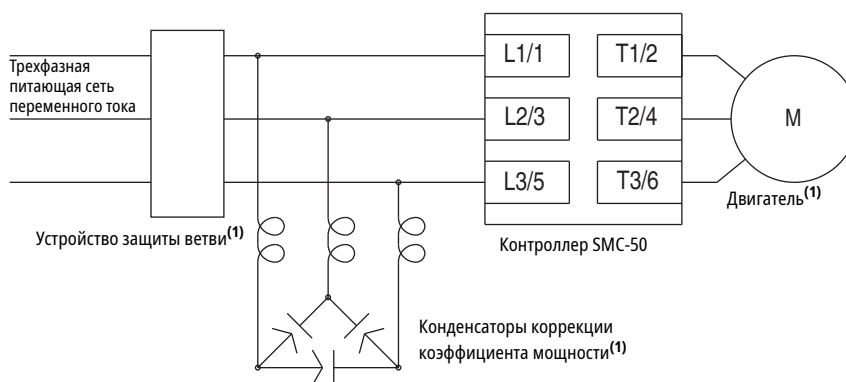 Трехфазная
питающая сеть
переменного тока
L1/1
T1/2
L2/3
T2/4
M
L3/5
T3/6
Двигатель(1)
Устройство защиты ветви(1)
Контроллер SMC-50
Конденсаторы коррекции
коэффициента мощности(1)